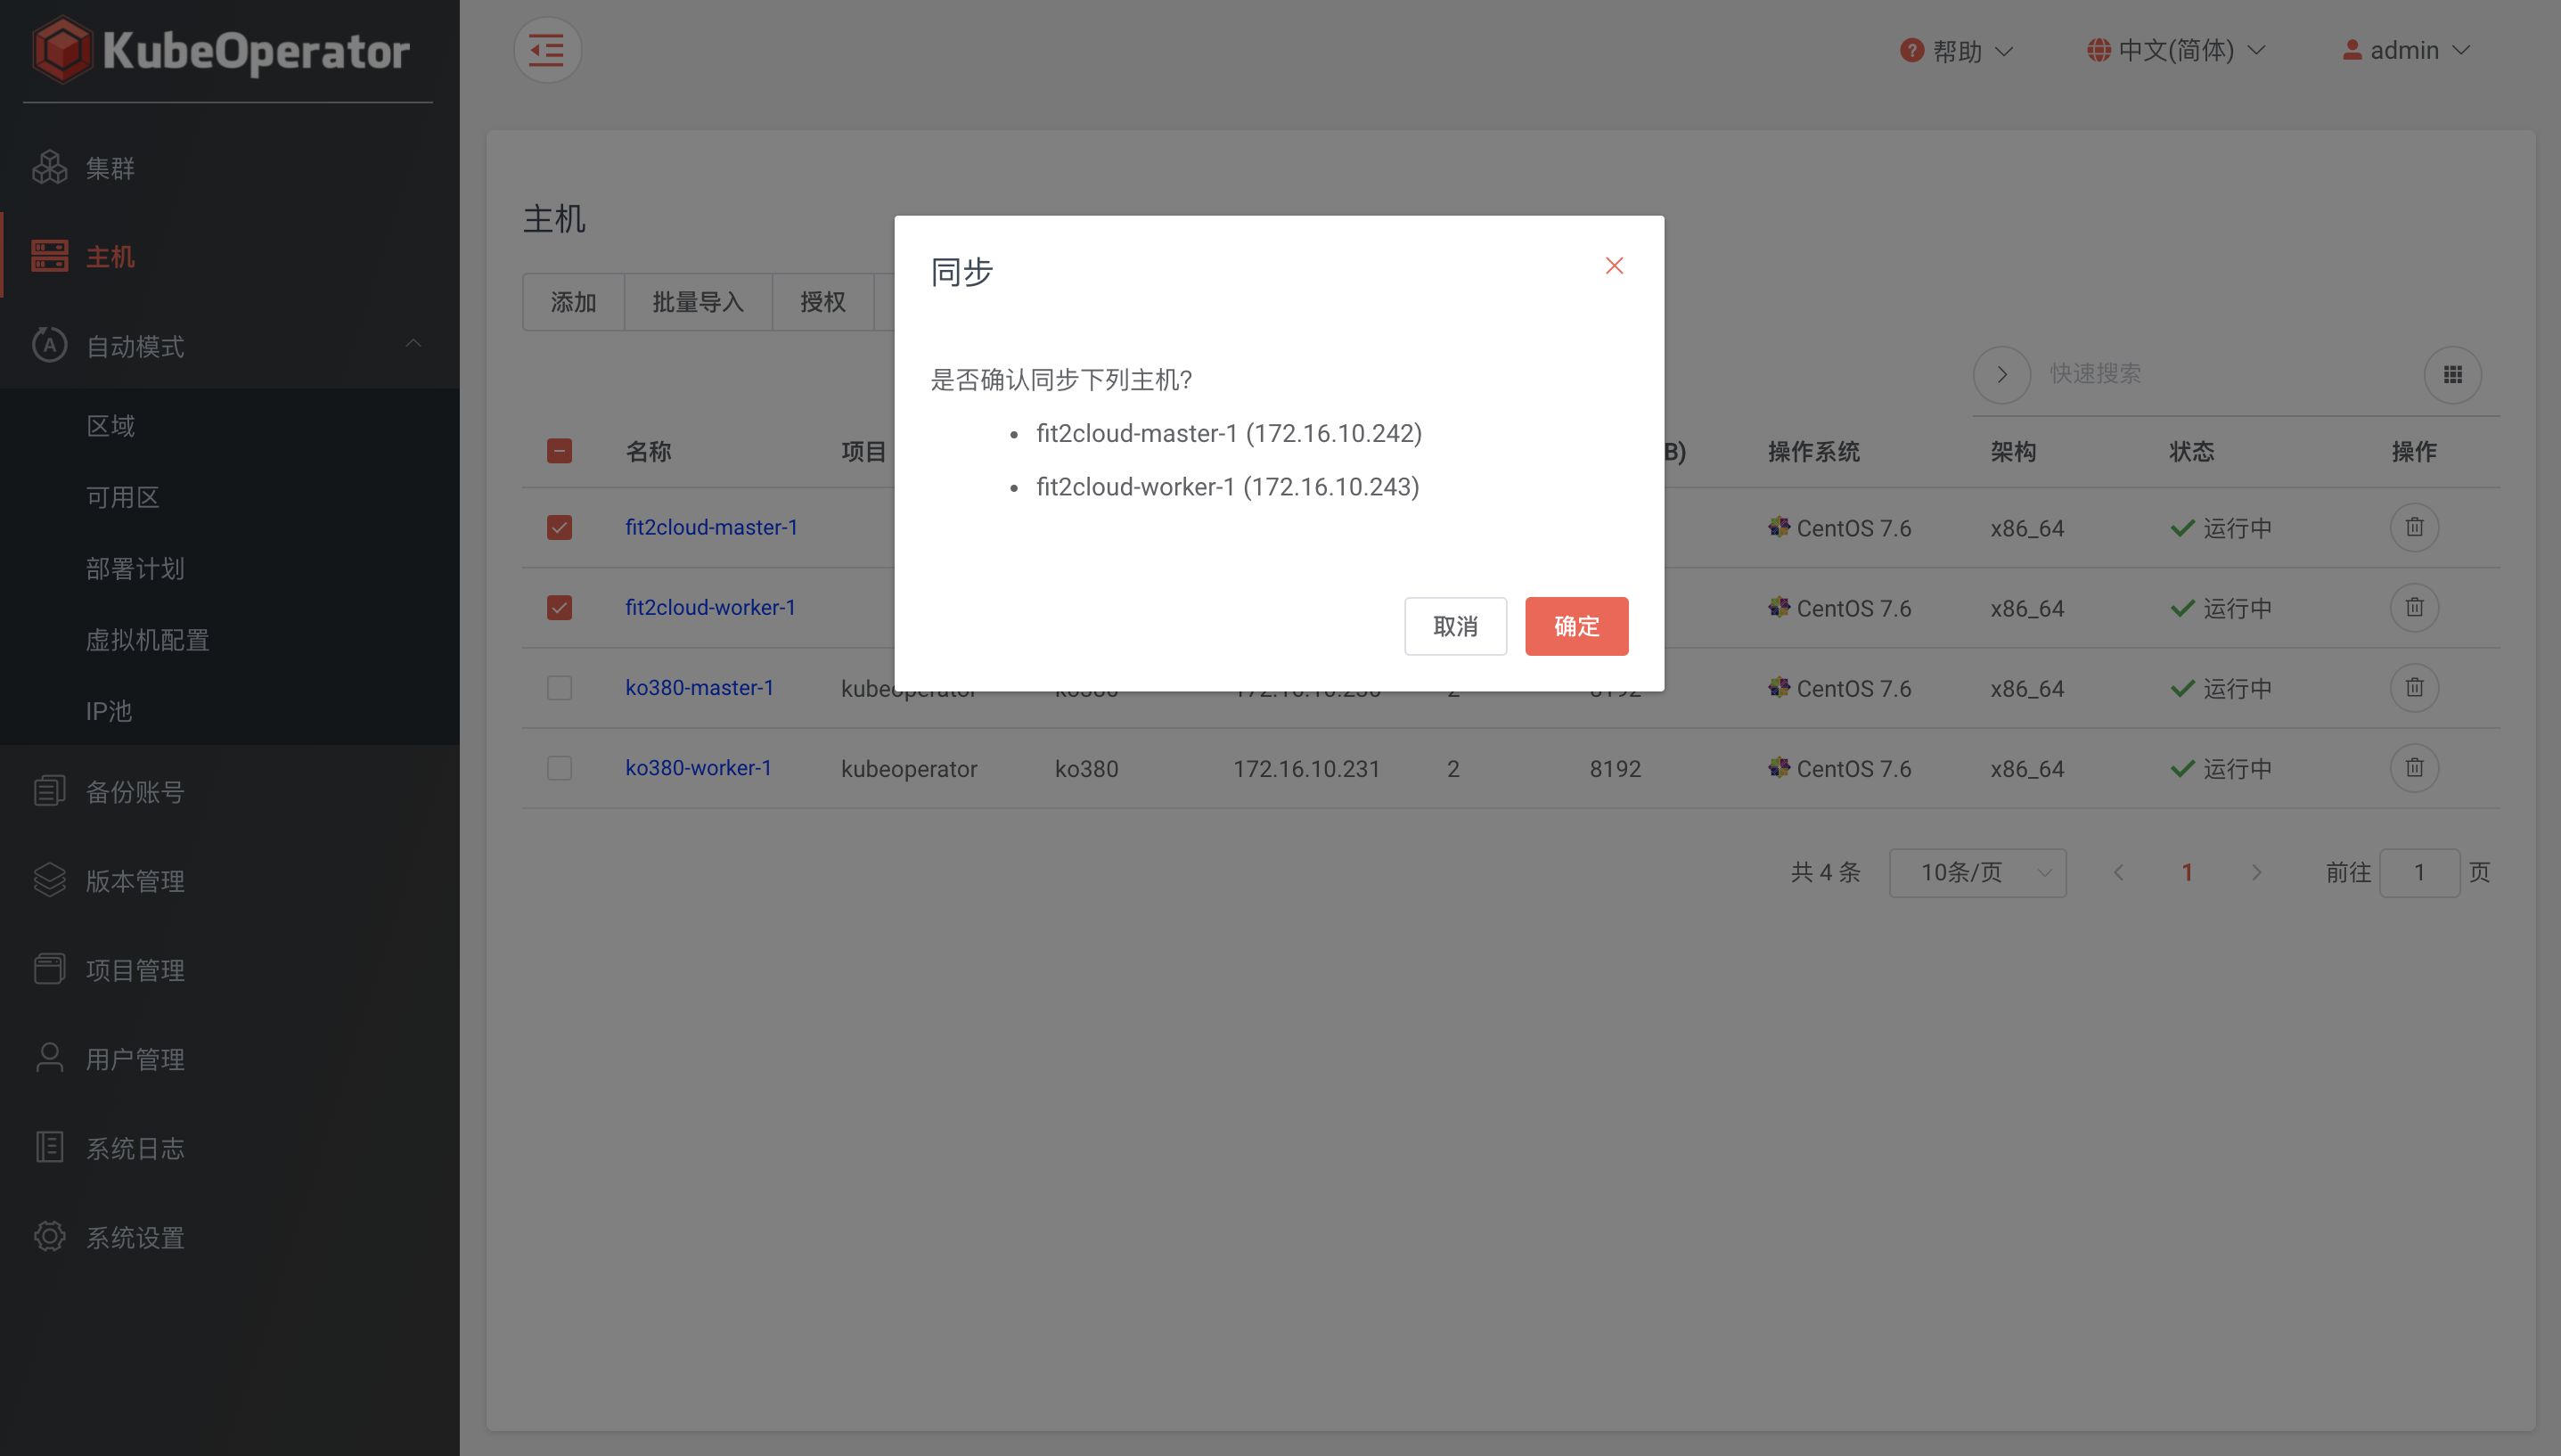 KubeOperator
帮助
中文(简体)
admin
集群
主机
自动模式
区域
可用区
部署计划
虚拟机配置
IP池
备份账号
版本管理
项目管理
用户管理
系统日志
系统设置
主机
添加 批量导入 授权
快速搜索
同步
是否确认同步下列主机?
• fit2cloud-master-1 (172.16.10.242)
• fit2cloud-worker-1 (172.16.10.243)
取消 确定
名称 项目 B) 操作系统 架构 状态 操作
fit2cloud-master-1 CentOS 7.6 x86_64 运行中
fit2cloud-worker-1 CentOS 7.6 x86_64 运行中
ko380-master-1 kubeoperator ko380 2 8192 CentOS 7.6 x86_64 运行中
ko380-worker-1 kubeoperator ko380 172.16.10.231 2 8192 CentOS 7.6 x86_64 运行中
共 4 条 10条/页 1 前往 1 页